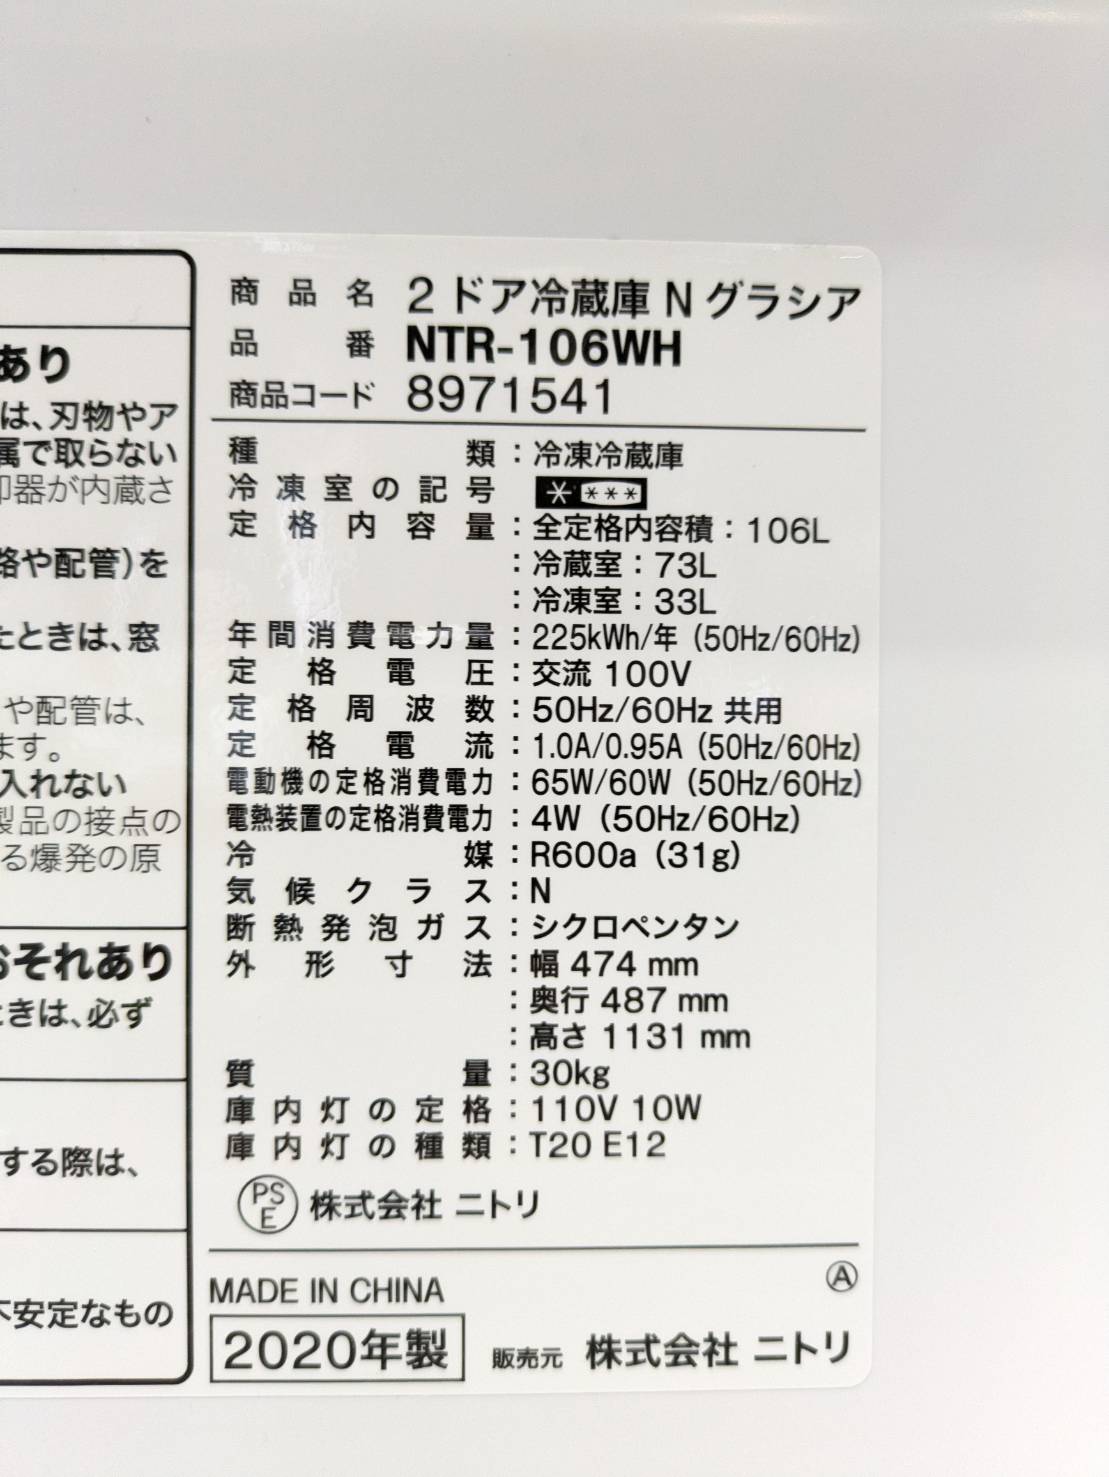 あり
は、刃物やア
属で取らない
却器が内蔵さ
路や配管)を
たときは、窓
や配管は、
ます。
入れない
製品の接点の
る爆発の原
おそれあり
ときは、必ず
する際は、
不安定なもの
商品名 2ドア冷蔵庫 N グラシア
品番 NTR-106WH
商品コード 8971541
種類:冷凍冷蔵庫
冷凍室の記号 * ***
定格内容量:全定格内容積:106L
:冷蔵室:73L
:冷凍室:33L
年間消費電力量:225kWh/年 (50Hz/60Hz)
定格電圧:交流 100V
定格周波数:50Hz/60Hz 共用
定格電流:1.0A/0.95A (50Hz/60Hz)
電動機の定格消費電力:65W/60W (50Hz/60Hz)
電熱装置の定格消費電力:4W (50Hz/60Hz)
冷媒:R600a (31g)
気候クラス:N
断熱発泡ガス:シクロペンタン
外形寸法:幅 474 mm
:奥行 487 mm
:高さ 1131 mm
質量:30kg
庫内灯の定格:110V 10W
庫内灯の種類:T20 E12
PSE 株式会社 ニトリ
MADE IN CHINA Ⓐ
2020年製 販売元 株式会社 ニトリ